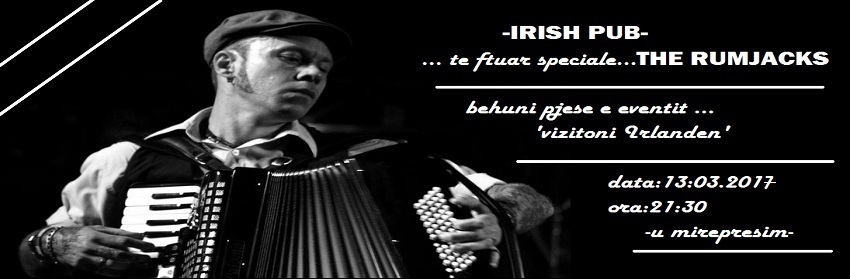 -IRISH PUB-
... te ftuar speciale...THE RUMJACKS
behuni pjese e eventit ...
'vizitoni Irlanden'
data:13:03.2017
ora:21:30
-u mirepresim-